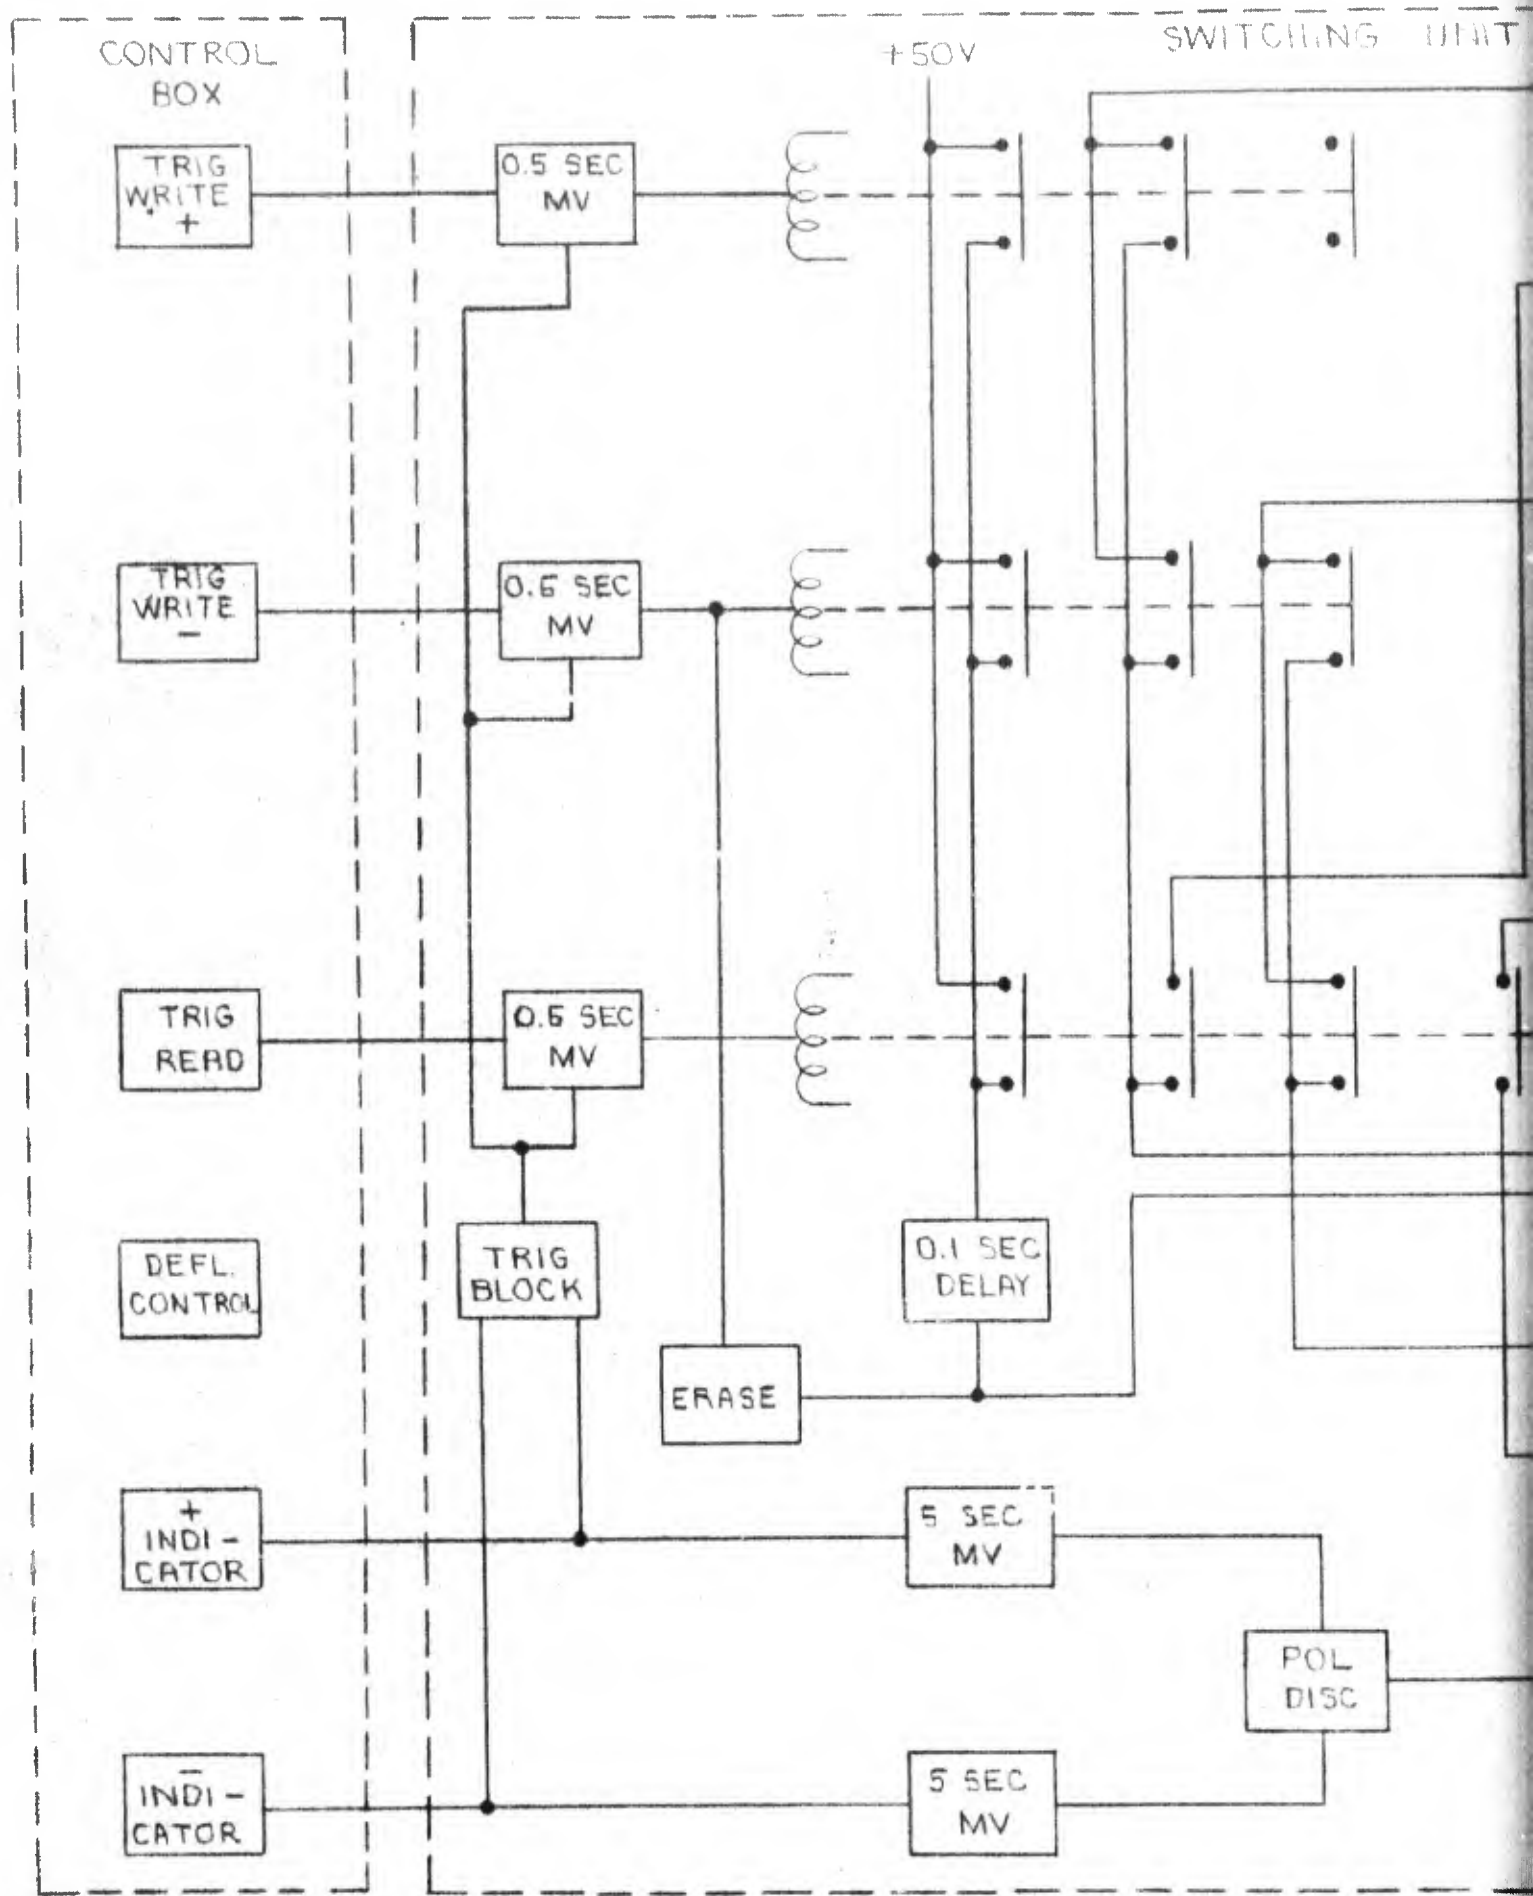 CONTROL
BOX
SWITCHING UNIT
+50V
TRIG
WRITE
+
0.5 SEC
MV
TRIG
WRITE
–
0.5 SEC
MV
TRIG
READ
0.5 SEC
MV
DEFL.
CONTROL
TRIG
BLOCK
0.1 SEC
DELAY
ERASE
+
INDI-
CATOR
5 SEC
MV
POL
DISC
–
INDI-
CATOR
5 SEC
MV